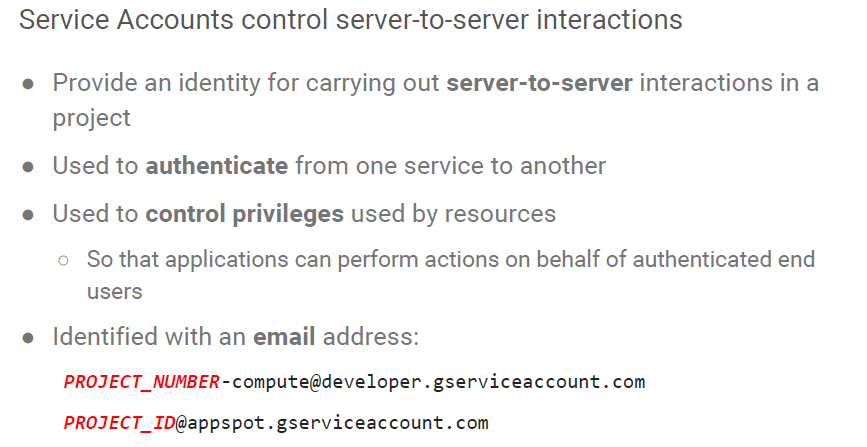 Service Accounts control server-to-server interactions
● Provide an identity for carrying out server-to-server interactions in a
project
● Used to authenticate from one service to another
● Used to control privileges used by resources
○ So that applications can perform actions on behalf of authenticated end
users
● Identified with an email address:
PROJECT_NUMBER-compute@developer.gserviceaccount.com
PROJECT_ID@appspot.gserviceaccount.com